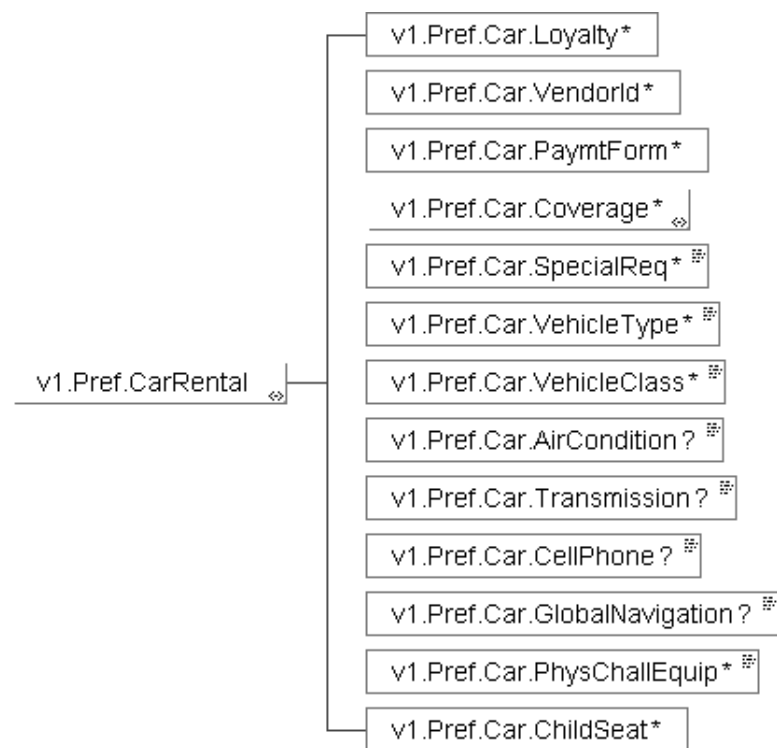 v1.Pref.Car.Loyalty*
v1.Pref.Car.VendorId*
v1.Pref.Car.PaymtForm*
v1.Pref.Car.Coverage*
v1.Pref.Car.SpecialReq*
v1.Pref.Car.VehicleType*
v1.Pref.CarRental
v1.Pref.Car.VehicleClass*
v1.Pref.Car.AirCondition?
v1.Pref.Car.Transmission?
v1.Pref.Car.CellPhone?
v1.Pref.Car.GlobalNavigation?
v1.Pref.Car.PhysChallEquip*
v1.Pref.Car.ChildSeat*